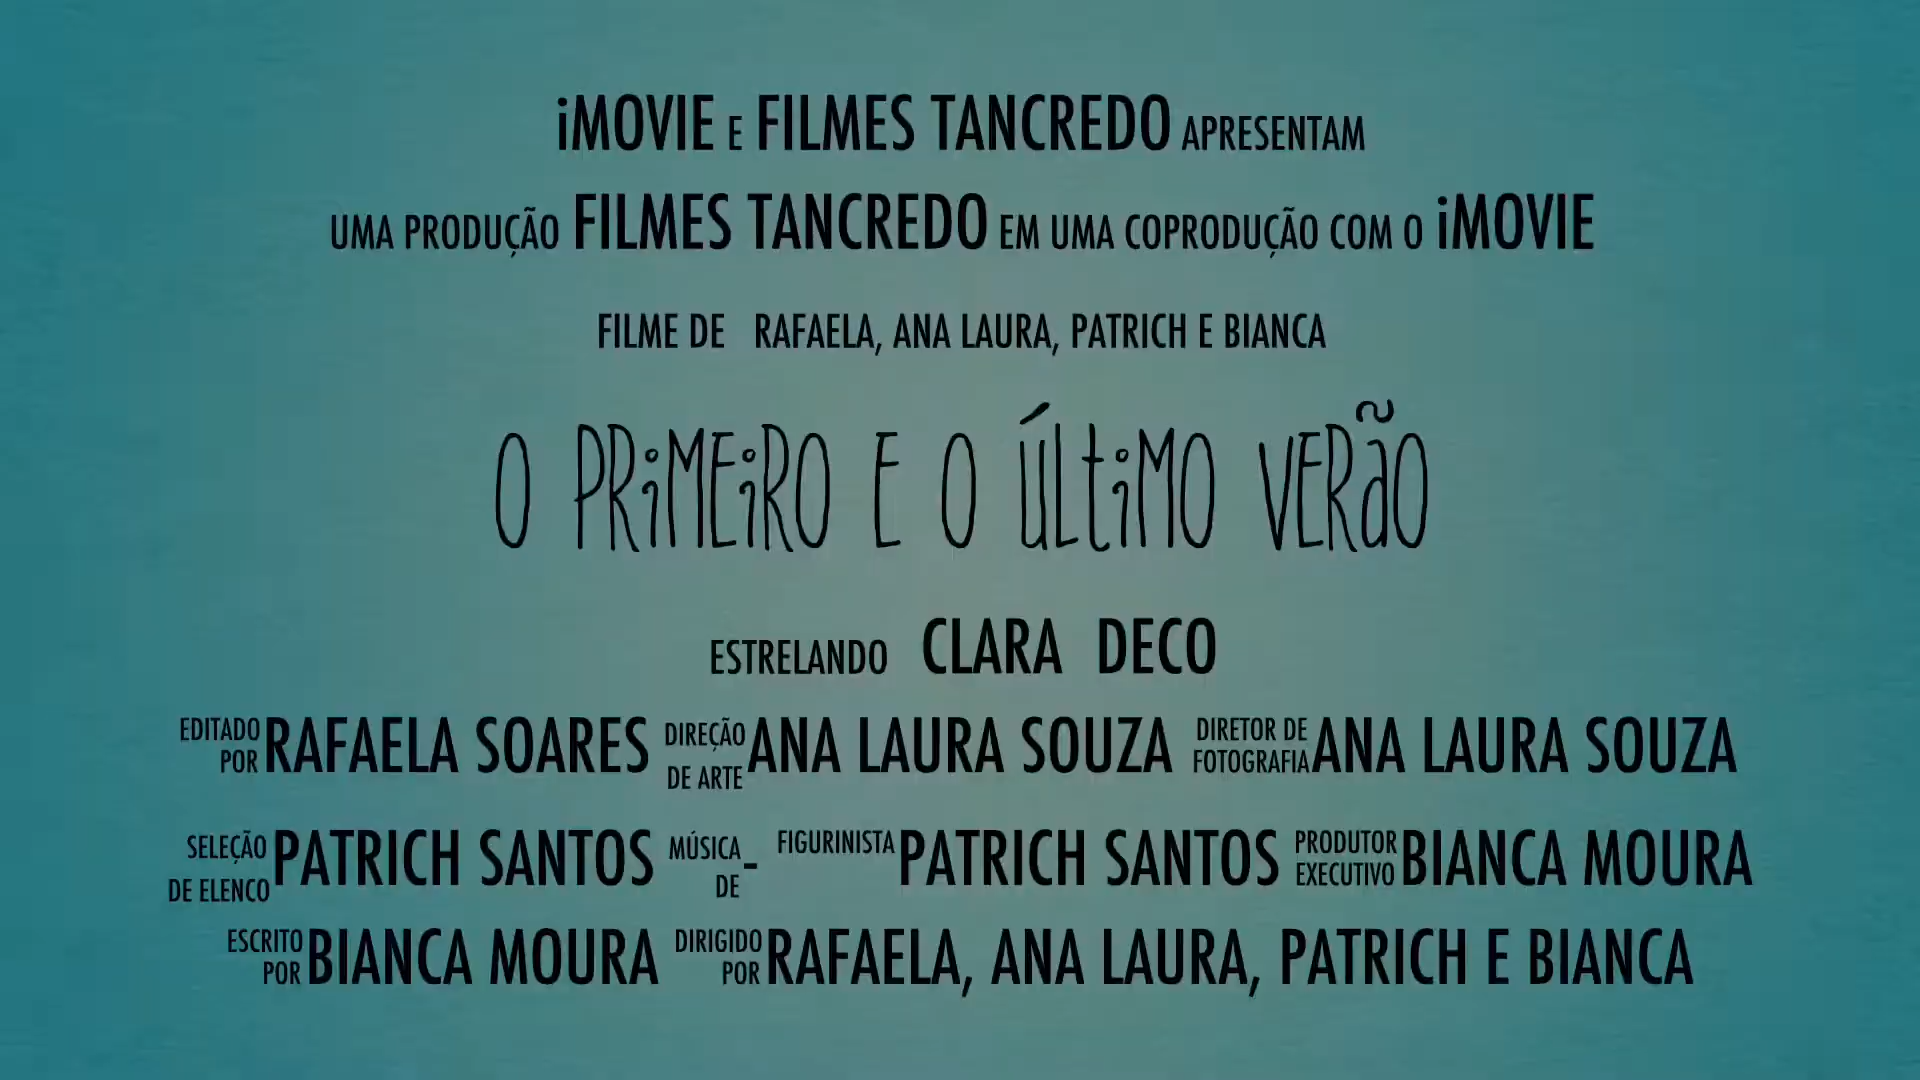 iMOVIE E FILMES TANCREDO APRESENTAM
UMA PRODUÇÃO FILMES TANCREDO EM UMA COPRODUÇÃO COM O iMOVIE
FILME DE RAFAELA, ANA LAURA, PATRICH E BIANCA
O PRiMEiRO E O ÚLtiMO VERãO
ESTRELANDO CLARA DECO
EDITADO POR RAFAELA SOARES DIREÇÃO DE ARTE ANA LAURA SOUZA DIRETOR DE FOTOGRAFIA ANA LAURA SOUZA
SELEÇÃO DE ELENCO PATRICH SANTOS MÚSICA DE - FIGURINISTA PATRICH SANTOS PRODUTOR EXECUTIVO BIANCA MOURA
ESCRITO POR BIANCA MOURA DIRIGIDO POR RAFAELA, ANA LAURA, PATRICH E BIANCA